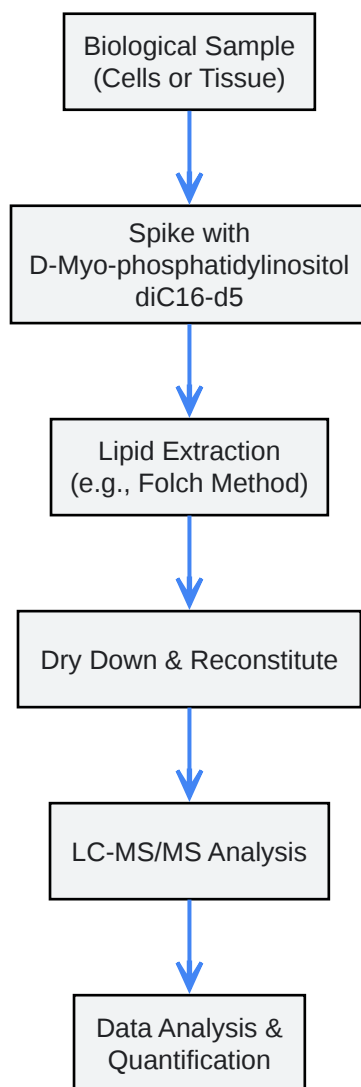 Biological Sample
(Cells or Tissue)
Spike with
D-Myo-phosphatidylinositol
diC16-d5
Lipid Extraction
(e.g., Folch Method)
Dry Down & Reconstitute
LC-MS/MS Analysis
Data Analysis &
Quantification